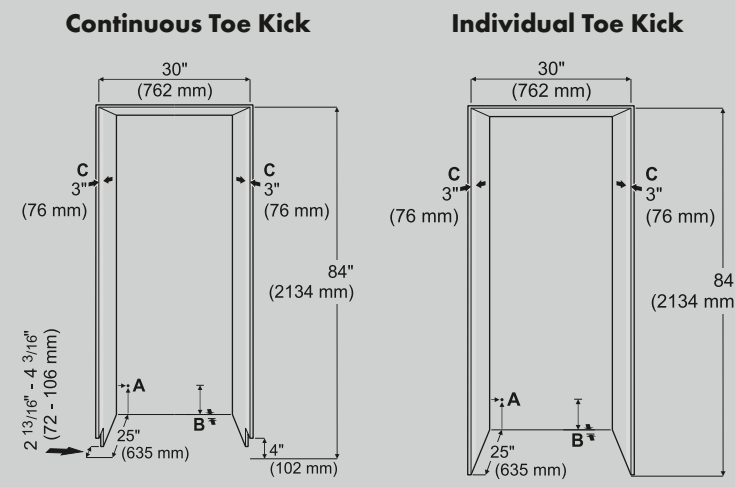 Continuous Toe Kick
30"
(762 mm)
C
3"
(76 mm)
C
3"
(76 mm)
84"
(2134 mm)
2 13/16" - 4 3/16"
(72 - 106 mm)
A
B
25"
(635 mm)
4"
(102 mm)
Individual Toe Kick
30"
(762 mm)
C
3"
(76 mm)
C
3"
(76 mm)
84
(2134 mm
A
B
25"
(635 mm)